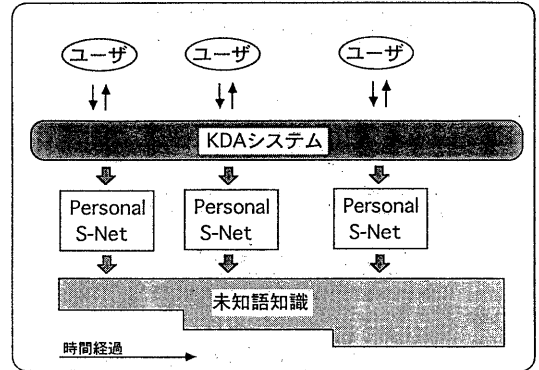 ユーザ ユーザ ユーザ
KDAシステム
Personal S-Net
Personal S-Net
Personal S-Net
未知語知識
時間経過